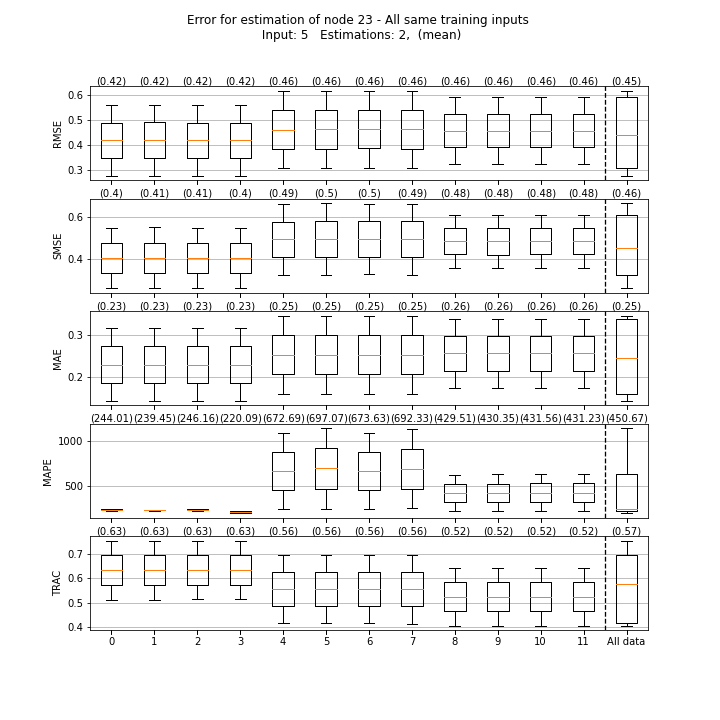 Error for estimation of node 23 - All same training inputs
Input: 5 Estimations: 2, (mean)
(0.42) (0.42) (0.42) (0.42) (0.46) (0.46) (0.46) (0.46) (0.46) (0.46) (0.46) (0.46) (0.45)
0.6
0.5
0.4
0.3
RMSE
(0.4) (0.41) (0.41) (0.4) (0.49) (0.5) (0.5) (0.49) (0.48) (0.48) (0.48) (0.48) (0.46)
0.6
0.4
SMSE
(0.23) (0.23) (0.23) (0.23) (0.25) (0.25) (0.25) (0.25) (0.26) (0.26) (0.26) (0.26) (0.25)
0.3
0.2
MAE
(244.01) (239.45) (246.16) (220.09) (672.69) (697.07) (673.63) (692.33) (429.51) (430.35) (431.56) (431.23) (450.67)
1000
500
MAPE
(0.63) (0.63) (0.63) (0.63) (0.56) (0.56) (0.56) (0.56) (0.52) (0.52) (0.52) (0.52) (0.57)
0.7
0.6
0.5
0.4
TRAC
0 1 2 3 4 5 6 7 8 9 10 11 All data